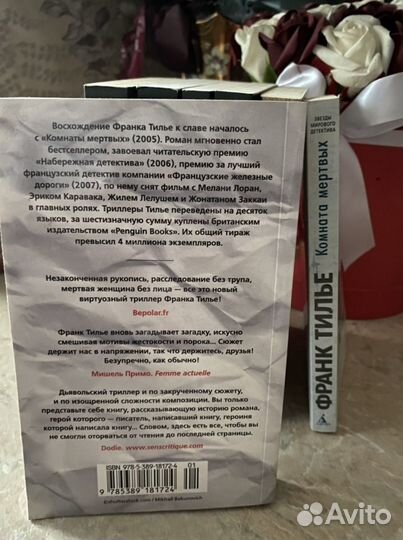 Восхождение Франка Тилье к славе началось
с «Комнаты мертвых» (2005). Роман мгновенно стал
бестселлером, завоевал читательскую премию
«Набережная детектива» (2006), премию за лучший
французский детектив компании «Французские железные
дороги» (2007), по нему снят фильм с Мелани Лоран,
Эриком Каравака, Жилем Лелушем и Жонатаном Заккаи
в главных ролях. Триллеры Тилье переведены на десяток
языков, за шестизначную сумму куплены британским
издательством «Penguin Books». Их общий тираж
превысил 4 миллиона экземпляров.
Незаконченная рукопись, расследование без трупа,
мертвая женщина без лица — все это новый
виртуозный триллер Франка Тилье!
Bepolar.fr
Франк Тилье вновь загадывает загадку, искусно
смешивая мотивы жестокости и порока... Сюжет
держит нас в напряжении, так что держитесь, друзья!
Безупречно, как обычно!
Мишель Примо. Femme actuelle
Дьявольский триллер и по закрученному сюжету,
и по изощренной сложности композиции. Вы только
представьте себе книгу, рассказывающую историю романа,
герой которого — писатель, написавший книгу, героиня
которой написала книгу... Словом, здесь есть все, чтобы вы
не смогли оторваться от чтения до последней страницы.
Dodie. www.senscritique.com
ISBN 978-5-389-18172-4
01
9 785389 181724
©shutterstock.com / Mikhail Bakunovich
ЗВЕЗДЫ
МИРОВОГО
ДЕТЕКТИВА
ФРАНК ТИЛЬЕ
Комната мертвых
Avito